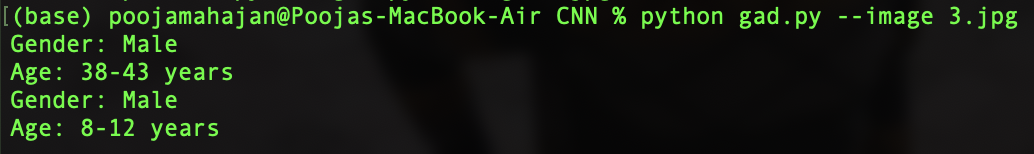 [(base) poojamahajan@Poojas-MacBook-Air CNN % python gad.py --image 3.jpg
Gender: Male
Age: 38-43 years
Gender: Male
Age: 8-12 years